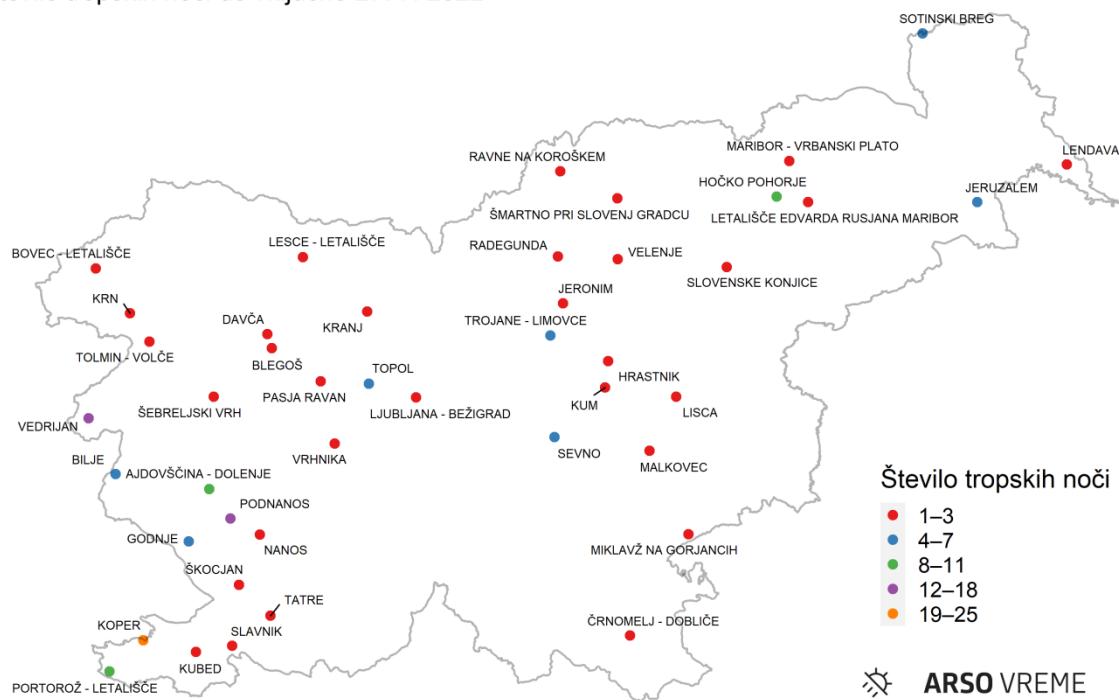 SOTINSKI BREG
MARIBOR - VRBANSKI PLATO
LENDAVA
RAVNE NA KOROŠKEM
HOČKO POHORJE
JERUZALEM
ŠMARTNO PRI SLOVENJ GRADCU
LETALIŠČE EDVARDA RUSJANA MARIBOR
BOVEC - LETALIŠČE
LESCE - LETALIŠČE
RADEGUNDA
VELENJE
SLOVENSKE KONJICE
KRN
JERONIM
DAVČA
KRANJ
TROJANE - LIMOVCE
TOLMIN - VOLČE
BLEGOŠ
TOPOL
HRASTNIK
PASJA RAVAN
KUM
ŠEBRELJSKI VRH
LJUBLJANA - BEŽIGRAD
LISCA
VEDRIJAN
VRHNIKA
SEVNO
MALKOVEC
BILJE
AJDOVŠČINA - DOLENJE
PODNANOS
GODNJE
NANOS
MIKLAVŽ NA GORJANCIH
ŠKOCJAN
TATRE
KOPER
SLAVNIK
ČRNOMELJ - DOBLIČE
KUBED
PORTOROŽ - LETALIŠČE
Število tropskih noči
1–3
4–7
8–11
12–18
19–25
ARSO VREME